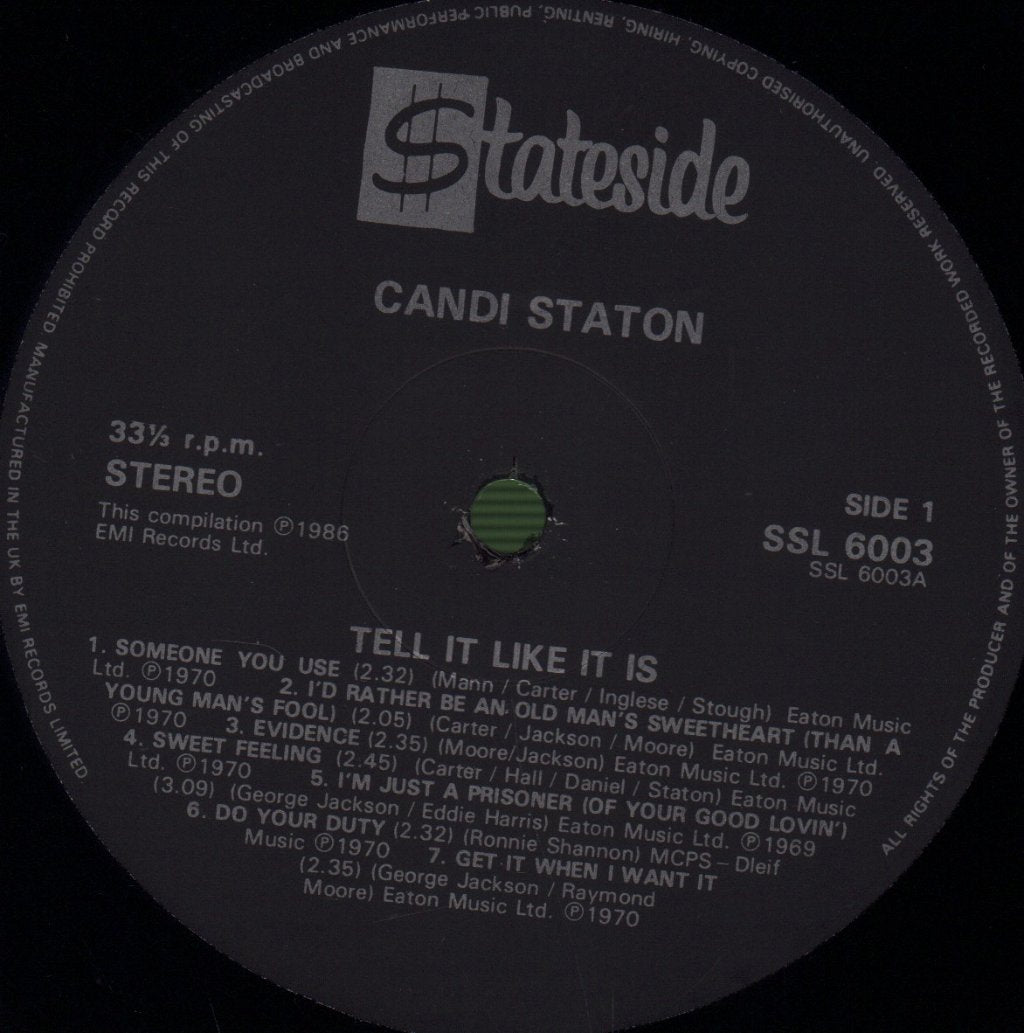 Stateside
CANDI STATON
33⅓ r.p.m.
STEREO
This compilation ℗1986
EMI Records Ltd.
SIDE 1
SSL 6003
SSL 6003A
TELL IT LIKE IT IS
1. SOMEONE YOU USE (2.32) (Mann / Carter / Inglese / Stough) Eaton Music
Ltd. ℗1970 2. I'D RATHER BE AN OLD MAN'S SWEETHEART (THAN A
YOUNG MAN'S FOOL) (2.05) (Carter / Jackson / Moore) Eaton Music Ltd.
℗1970 3. EVIDENCE (2.35) (Moore/Jackson) Eaton Music Ltd. ℗1970
4. SWEET FEELING (2.45) (Carter / Hall / Daniel / Staton) Eaton Music
Ltd. ℗1970 5. I'M JUST A PRISONER (OF YOUR GOOD LOVIN')
(3.09) (George Jackson / Eddie Harris) Eaton Music Ltd. ℗1969
6. DO YOUR DUTY (2.32) (Ronnie Shannon) MCPS – Dleif
Music ℗1970 7. GET IT WHEN I WANT IT
(2.35) (George Jackson / Raymond
Moore) Eaton Music Ltd. ℗1970
ALL RIGHTS OF THE PRODUCER AND OF THE OWNER OF THE RECORDED WORK RESERVED. UNAUTHORISED COPYING, HIRING, RENTING, PUBLIC PERFORMANCE AND BROADCASTING OF THIS RECORD PROHIBITED. MANUFACTURED IN THE UK BY EMI RECORDS LIMITED